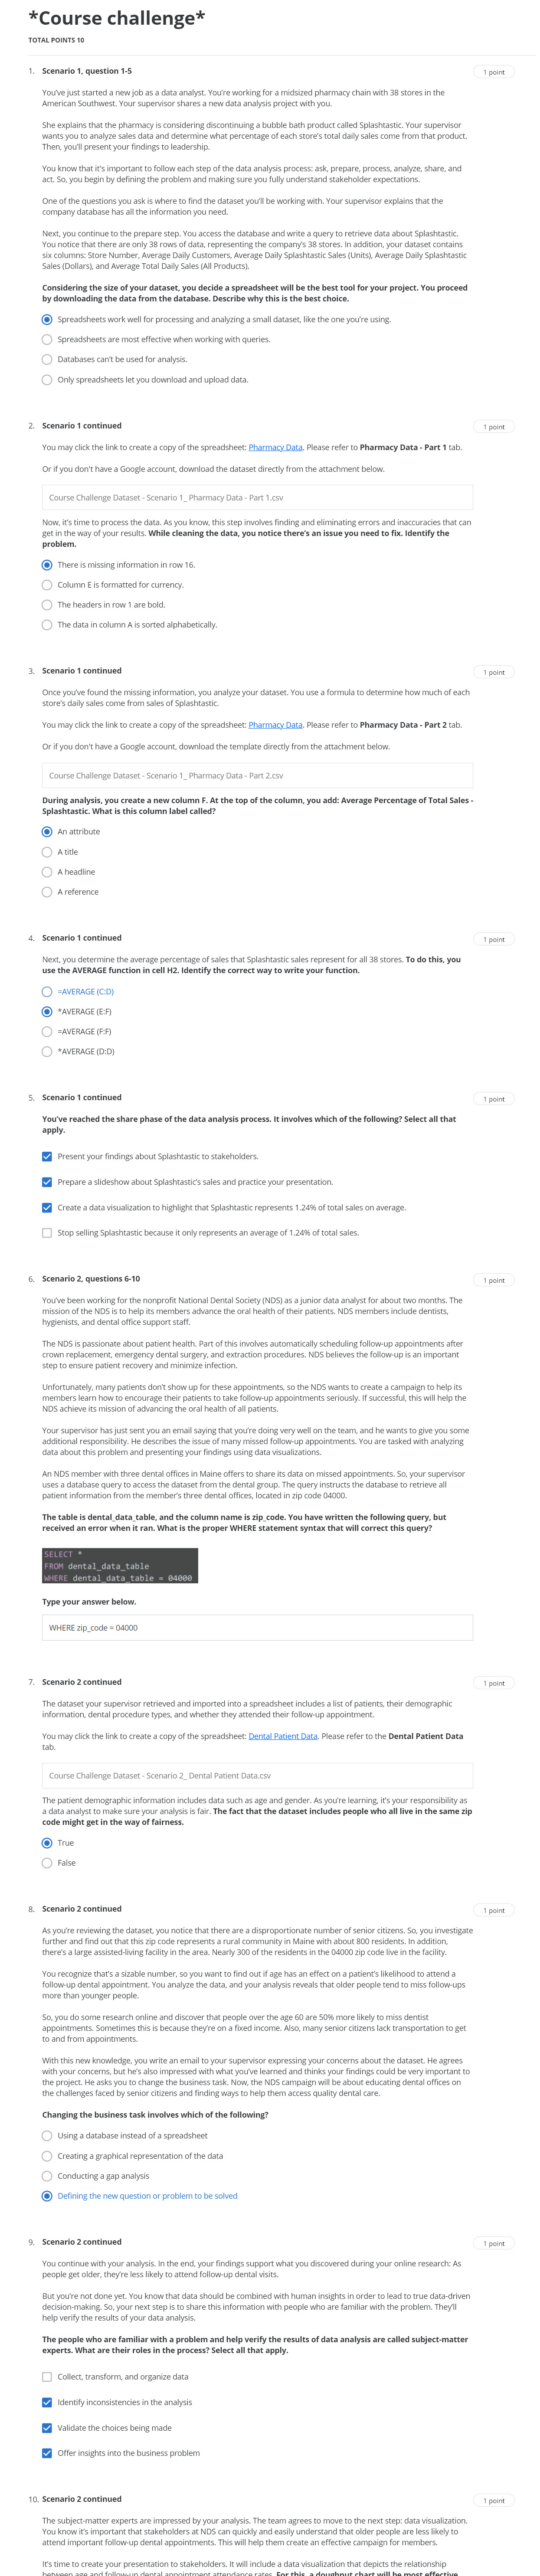 *Course challenge*
TOTAL POINTS 10
1. Scenario 1, question 1-5
1 point
You've just started a new job as a data analyst. You're working for a midsized pharmacy chain with 38 stores in the
American Southwest. Your supervisor shares a new data analysis project with you.
She explains that the pharmacy is considering discontinuing a bubble bath product called Splashtastic. Your supervisor
wants you to analyze sales data and determine what percentage of each store's total daily sales come from that product.
Then, you'll present your findings to leadership.
You know that it's important to follow each step of the data analysis process: ask, prepare, process, analyze, share, and
act. So, you begin by defining the problem and making sure you fully understand stakeholder expectations.
One of the questions you ask is where to find the dataset you'll be working with. Your supervisor explains that the
company database has all the information you need.
Next, you continue to the prepare step. You access the database and write a query to retrieve data about Splashtastic.
You notice that there are only 38 rows of data, representing the company's 38 stores. In addition, your dataset contains
six columns: Store Number, Average Daily Customers, Average Daily Splashtastic Sales (Units), Average Daily Splashtastic
Sales (Dollars), and Average Total Daily Sales (All Products).
Considering the size of your dataset, you decide a spreadsheet will be the best tool for your project. You proceed
by downloading the data from the database. Describe why this is the best choice.
Spreadsheets work well for processing and analyzing a small dataset, like the one you're using.
Spreadsheets are most effective when working with queries.
Databases can't be used for analysis.
Only spreadsheets let you download and upload data.
2. Scenario 1 continued
1 point
You may click the link to create a copy of the spreadsheet: Pharmacy Data. Please refer to Pharmacy Data - Part 1 tab.
Or if you don't have a Google account, download the dataset directly from the attachment below.
Course Challenge Dataset - Scenario 1_ Pharmacy Data - Part 1.csv
Now, it's time to process the data. As you know, this step involves finding and eliminating errors and inaccuracies that can
get in the way of your results. While cleaning the data, you notice there's an issue you need to fix. Identify the
problem.
There is missing information in row 16.
Column E is formatted for currency.
The headers in row 1 are bold.
The data in column A is sorted alphabetically.
3. Scenario 1 continued
1 point
Once you've found the missing information, you analyze your dataset. You use a formula to determine how much of each
store's daily sales come from sales of Splashtastic.
You may click the link to create a copy of the spreadsheet: Pharmacy Data. Please refer to Pharmacy Data - Part 2 tab.
Or if you don't have a Google account, download the template directly from the attachment below.
Course Challenge Dataset - Scenario 1_ Pharmacy Data - Part 2.csv
During analysis, you create a new column F. At the top of the column, you add: Average Percentage of Total Sales -
Splashtastic. What is this column label called?
An attribute
A title
A headline
A reference
4. Scenario 1 continued
1 point
Next, you determine the average percentage of sales that Splashtastic sales represent for all 38 stores. To do this, you
use the AVERAGE function in cell H2. Identify the correct way to write your function.
=AVERAGE (C:D)
*AVERAGE (E:F)
=AVERAGE (F:F)
*AVERAGE (D:D)
5. Scenario 1 continued
1 point
You've reached the share phase of the data analysis process. It involves which of the following? Select all that
apply.
Present your findings about Splashtastic to stakeholders.
Prepare a slideshow about Splashtastic's sales and practice your presentation.
Create a data visualization to highlight that Splashtastic represents 1.24% of total sales on average.
Stop selling Splashtastic because it only represents an average of 1.24% of total sales.
6. Scenario 2, questions 6-10
1 point
You've been working for the nonprofit National Dental Society (NDS) as a junior data analyst for about two months. The
mission of the NDS is to help its members advance the oral health of their patients. NDS members include dentists,
hygienists, and dental office support staff.
The NDS is passionate about patient health. Part of this involves automatically scheduling follow-up appointments after
crown replacement, emergency dental surgery, and extraction procedures. NDS believes the follow-up is an important
step to ensure patient recovery and minimize infection.
Unfortunately, many patients don't show up for these appointments, so the NDS wants to create a campaign to help its
members learn how to encourage their patients to take follow-up appointments seriously. If successful, this will help the
NDS achieve its mission of advancing the oral health of all patients.
Your supervisor has just sent you an email saying that you're doing very well on the team, and he wants to give you some
additional responsibility. He describes the issue of many missed follow-up appointments. You are tasked with analyzing
data about this problem and presenting your findings using data visualizations.
An NDS member with three dental offices in Maine offers to share its data on missed appointments. So, your supervisor
uses a database query to access the dataset from the dental group. The query instructs the database to retrieve all
patient information from the member's three dental offices, located in zip code 04000.
The table is dental_data_table, and the column name is zip_code. You have written the following query, but
received an error when it ran. What is the proper WHERE statement syntax that will correct this query?
SELECT *
FROM dental_data_table
WHERE dental_data_table = 04000
Type your answer below.
WHERE zip_code = 04000
7. Scenario 2 continued
1 point
The dataset your supervisor retrieved and imported into a spreadsheet includes a list of patients, their demographic
information, dental procedure types, and whether they attended their follow-up appointment.
You may click the link to create a copy of the spreadsheet: Dental Patient Data. Please refer to the Dental Patient Data
tab.
Course Challenge Dataset - Scenario 2_ Dental Patient Data.csv
The patient demographic information includes data such as age and gender. As you're learning, it's your responsibility as
a data analyst to make sure your analysis is fair. The fact that the dataset includes people who all live in the same zip
code might get in the way of fairness.
True
False
8. Scenario 2 continued
1 point
As you're reviewing the dataset, you notice that there are a disproportionate number of senior citizens. So, you investigate
further and find out that this zip code represents a rural community in Maine with about 800 residents. In addition,
there's a large assisted-living facility in the area. Nearly 300 of the residents in the 04000 zip code live in the facility.
You recognize that's a sizable number, so you want to find out if age has an effect on a patient's likelihood to attend a
follow-up dental appointment. You analyze the data, and your analysis reveals that older people tend to miss follow-ups
more than younger people.
So, you do some research online and discover that people over the age 60 are 50% more likely to miss dentist
appointments. Sometimes this is because they're on a fixed income. Also, many senior citizens lack transportation to get
to and from appointments.
With this new knowledge, you write an email to your supervisor expressing your concerns about the dataset. He agrees
with your concerns, but he's also impressed with what you've learned and thinks your findings could be very important to
the project. He asks you to change the business task. Now, the NDS campaign will be about educating dental offices on
the challenges faced by senior citizens and finding ways to help them access quality dental care.
Changing the business task involves which of the following?
Using a database instead of a spreadsheet
Creating a graphical representation of the data
Conducting a gap analysis
Defining the new question or problem to be solved
9. Scenario 2 continued
1 point
You continue with your analysis. In the end, your findings support what you discovered during your online research: As
people get older, they're less likely to attend follow-up dental visits.
But you're not done yet. You know that data should be combined with human insights in order to lead to true data-driven
decision-making. So, your next step is to share this information with people who are familiar with the problem. They'll
help verify the results of your data analysis.
The people who are familiar with a problem and help verify the results of data analysis are called subject-matter
experts. What are their roles in the process? Select all that apply.
Collect, transform, and organize data
Identify inconsistencies in the analysis
Validate the choices being made
Offer insights into the business problem
10. Scenario 2 continued
1 point
The subject-matter experts are impressed by your analysis. The team agrees to move to the next step: data visualization.
You know it's important that stakeholders at NDS can quickly and easily understand that older people are less likely to
attend important follow-up dental appointments. This will help them create an effective campaign for members.
It's time to create your presentation to stakeholders. It will include a data visualization that depicts the relationship
between age and follow-up dental appointment attendance rates. For this, a doughnut chart will be most effective.